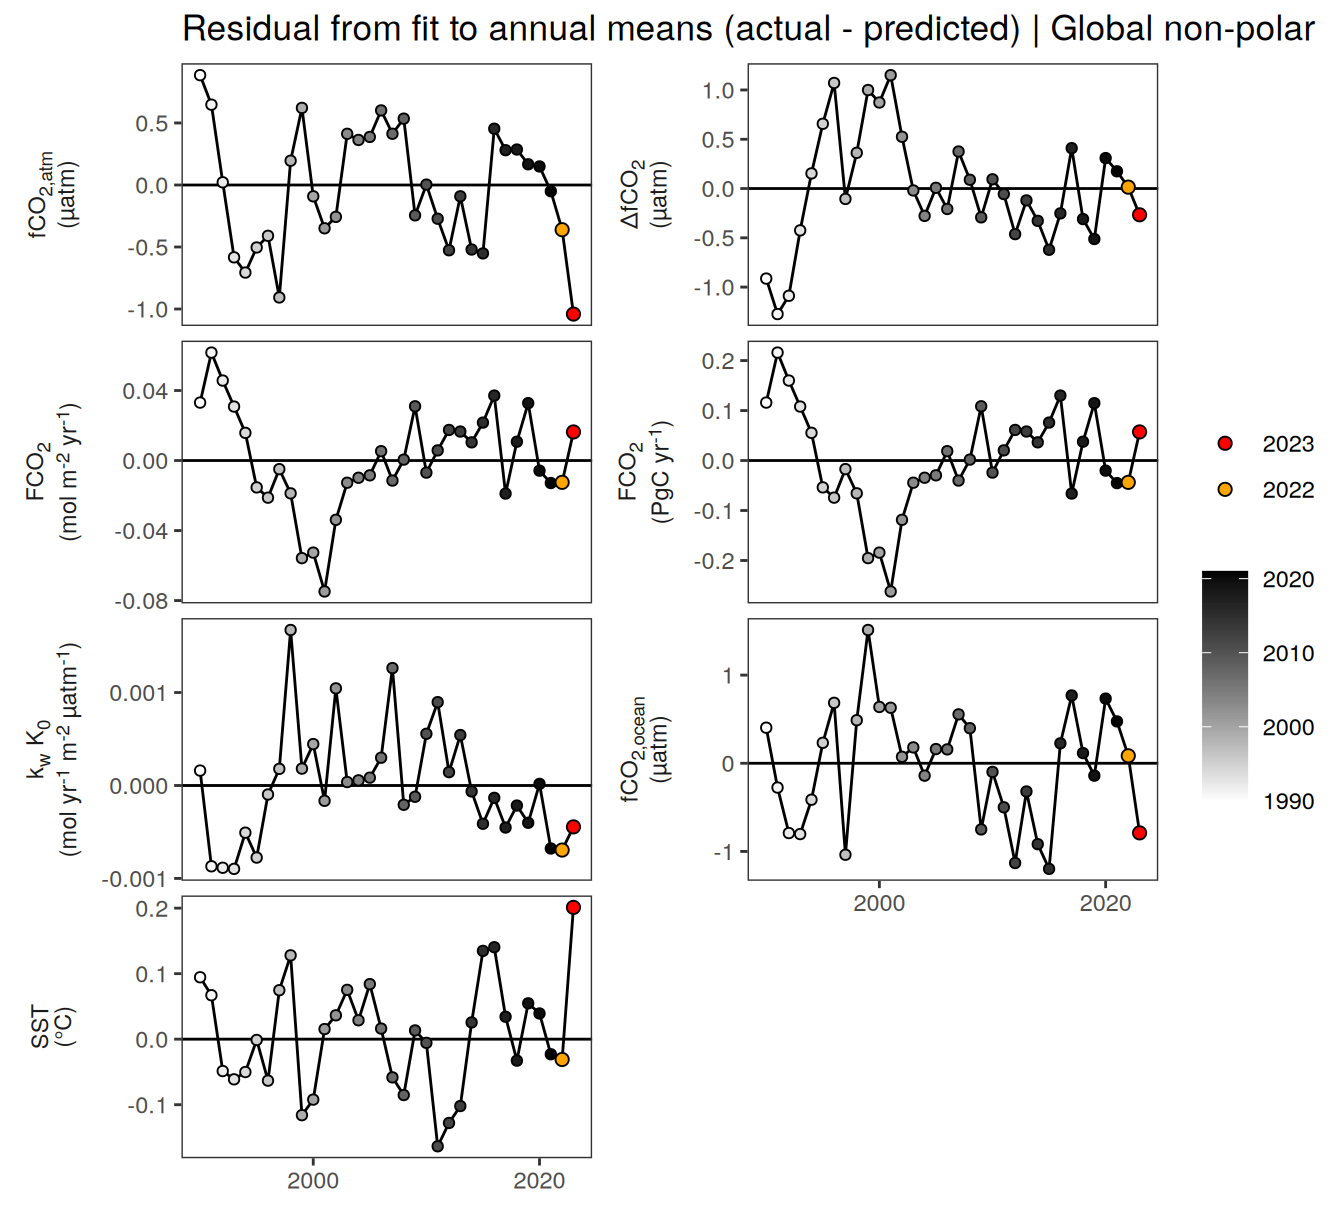 Residual from fit to annual means (actual - predicted) | Global non-polar
fCO2,atm
(µatm)
0.5
0.0
-0.5
-1.0
ΔfCO2
(µatm)
1.0
0.5
0.0
-0.5
-1.0
FCO2
(mol m-2 yr-1)
0.04
0.00
-0.04
-0.08
FCO2
(PgC yr-1)
0.2
0.1
0.0
-0.1
-0.2
kw K0
(mol yr-1 m-2 µatm-1)
0.001
0.000
-0.001
fCO2,ocean
(µatm)
1
0
-1
2000 2020
SST
(°C)
0.2
0.1
0.0
-0.1
2000 2020
2023
2022
2020
2010
2000
1990